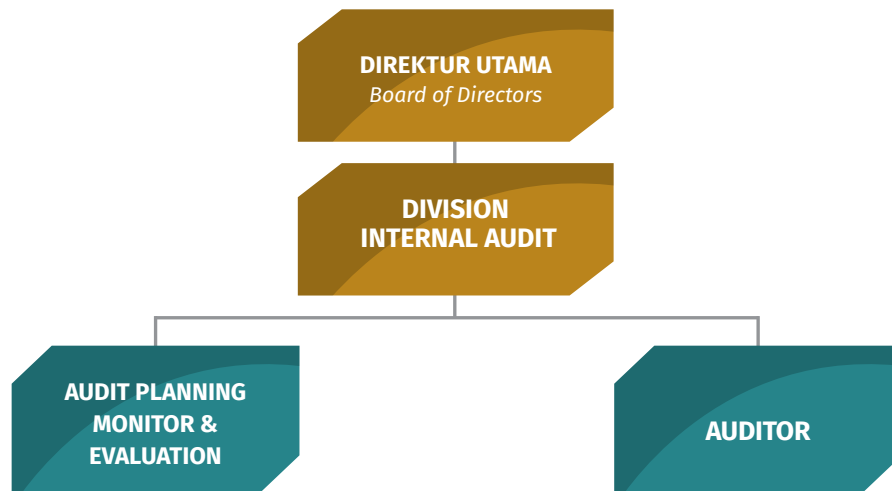 DIREKTUR UTAMA
Board of Directors
DIVISION
INTERNAL AUDIT
AUDIT PLANNING
MONITOR &
EVALUATION
AUDITOR